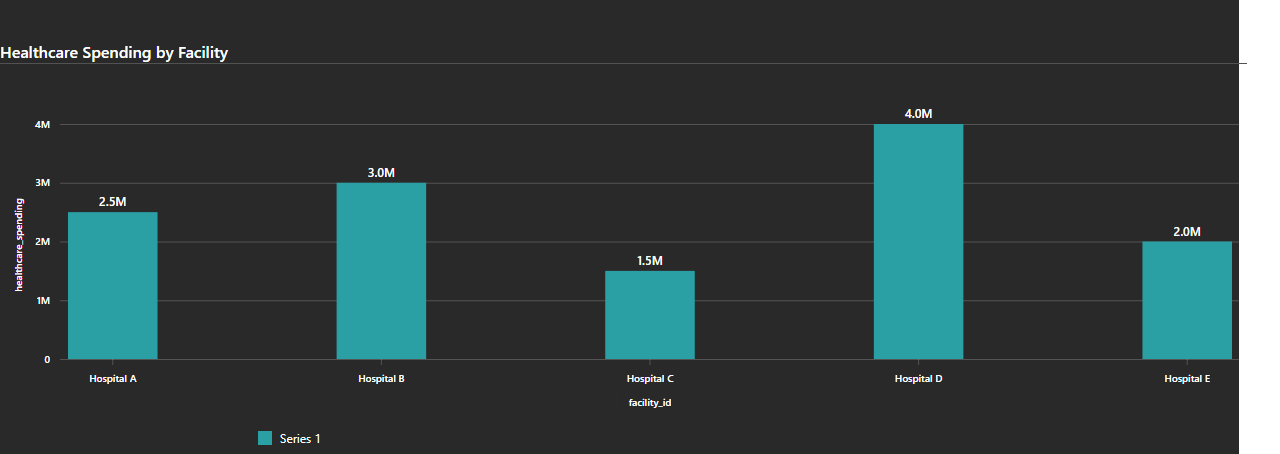 Healthcare Spending by Facility
4.0M
4M
3.0M
3M
2.5M
healthcare_spending
2.0M
2M
1.5M
1M
0
Hospital A Hospital B Hospital C Hospital D Hospital E
facility_id
Series 1